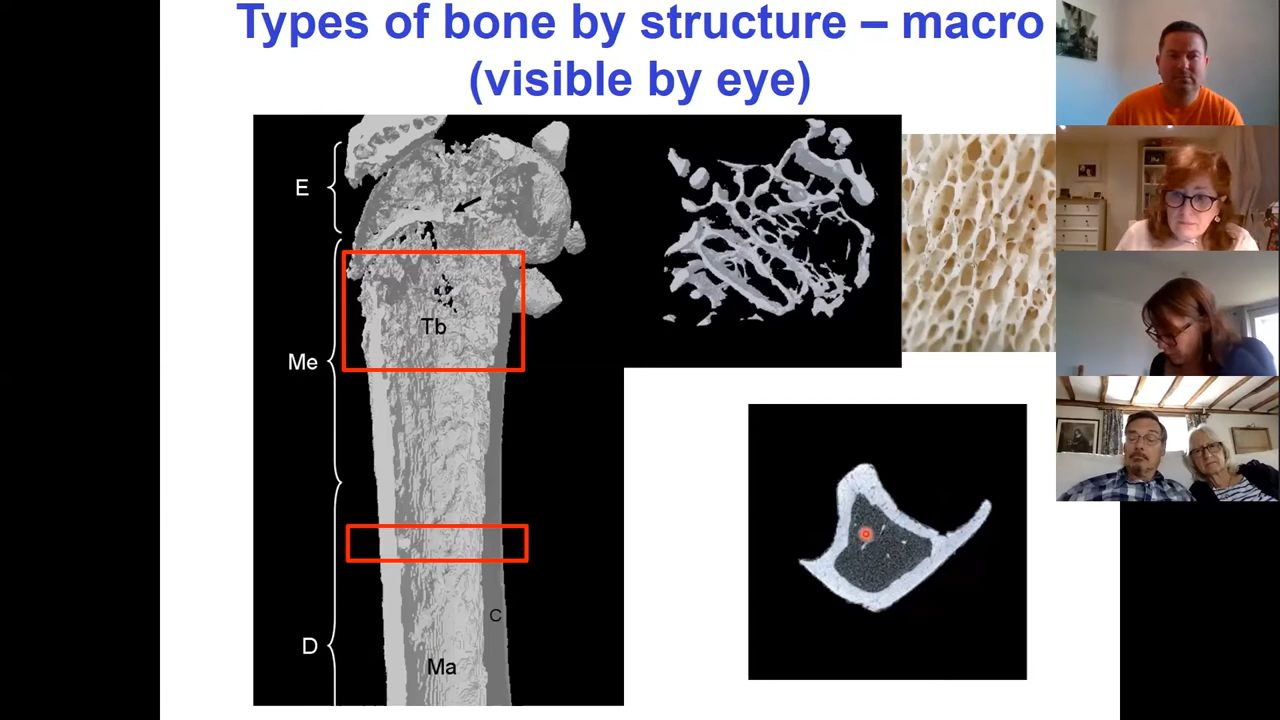 Types of bone by structure – macro
(visible by eye)
E
Tb
Me
C
D
Ma